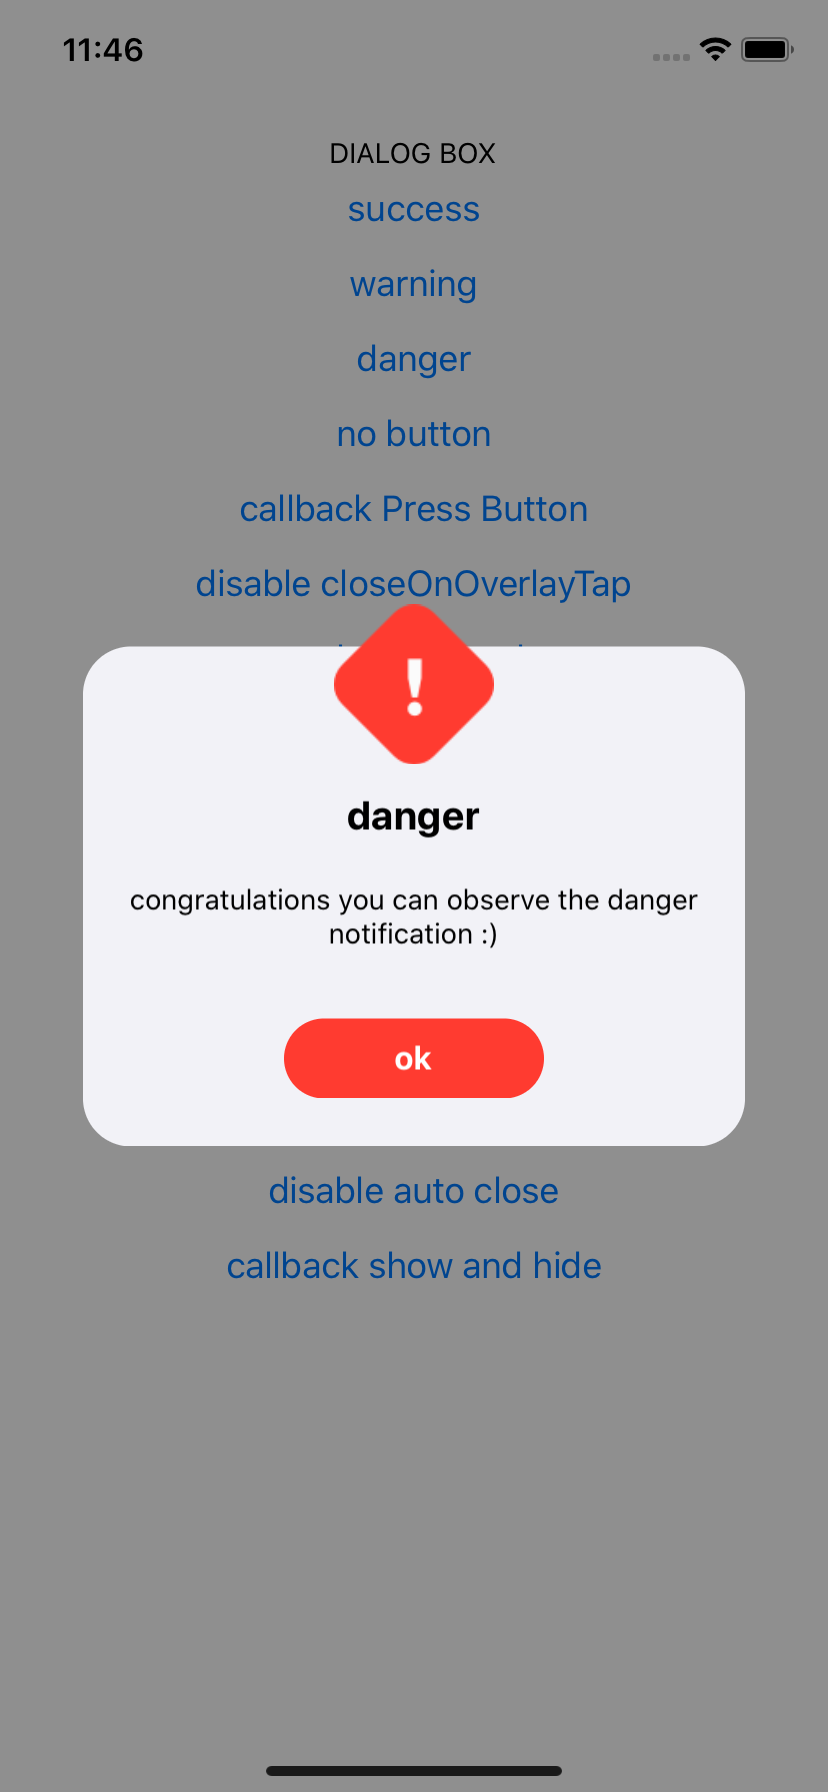 11:46
DIALOG BOX
success
warning
danger
no button
callback Press Button
disable closeOnOverlayTap
!
danger
congratulations you can observe the danger
notification :)
ok
disable auto close
callback show and hide